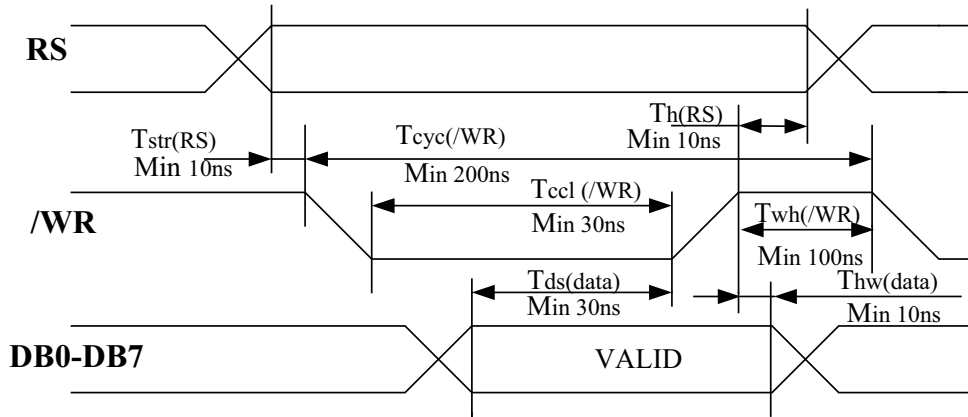 RS
Tstr(RS)
Min 10ns
Tcyc(/WR)
Min 200ns
Th(RS)
Min 10ns
/WR
Tccl (/WR)
Min 30ns
Twh(/WR)
Min 100ns
Tds(data)
Min 30ns
Thw(data)
Min 10ns
DB0-DB7
VALID